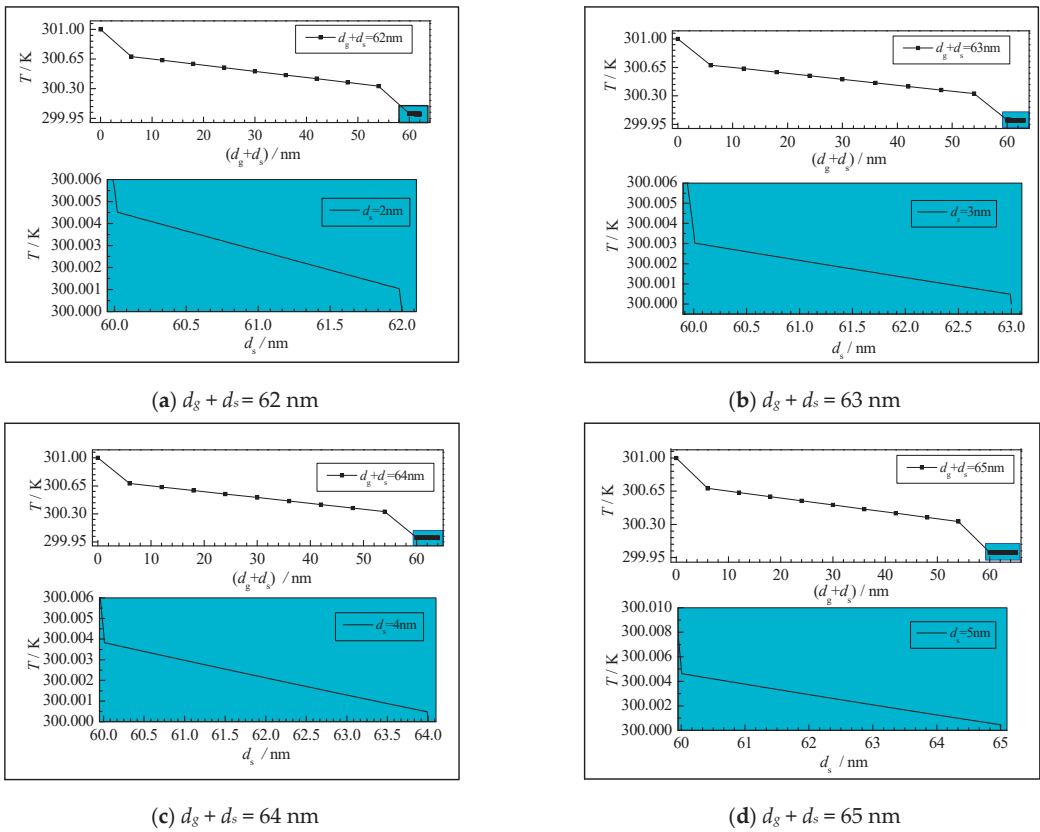 301.00
300.65
300.30
299.95
T / K
d_g+d_s=62nm
0 10 20 30 40 50 60
(d_g+d_s) / nm
300.006
300.004
300.003
300.002
300.001
300.000
T / K
d_s=2nm
60.0 60.5 61.0 61.5 62.0
d_s / nm
(a) d_g + d_s = 62 nm
301.00
300.65
300.30
299.95
T / K
d_g+d_s=63nm
0 10 20 30 40 50 60
(d_g+d_s) / nm
300.006
300.004
300.003
300.001
300.000
T / K
d_s=3nm
60.0 60.5 61.0 61.5 62.0 62.5 63.0
d_s / nm
(b) d_g + d_s = 63 nm
301.00
300.65
300.30
299.95
T / K
d_g+d_s=64nm
0 10 20 30 40 50 60
(d_g+d_s) / nm
300.006
300.004
300.003
300.001
300.000
T / K
d_s=4nm
60.0 60.5 61.0 61.5 62.0 62.5 63.0 63.5 64.0
d_s / nm
(c) d_g + d_s = 64 nm
301.00
300.65
300.30
299.95
T / K
d_g+d_s=65nm
0 10 20 30 40 50 60
(d_g+d_s) / nm
300.010
300.008
300.006
300.004
300.002
300.000
T / K
d_s=5nm
60 61 62 63 64 65
d_s / nm
(d) d_g + d_s = 65 nm